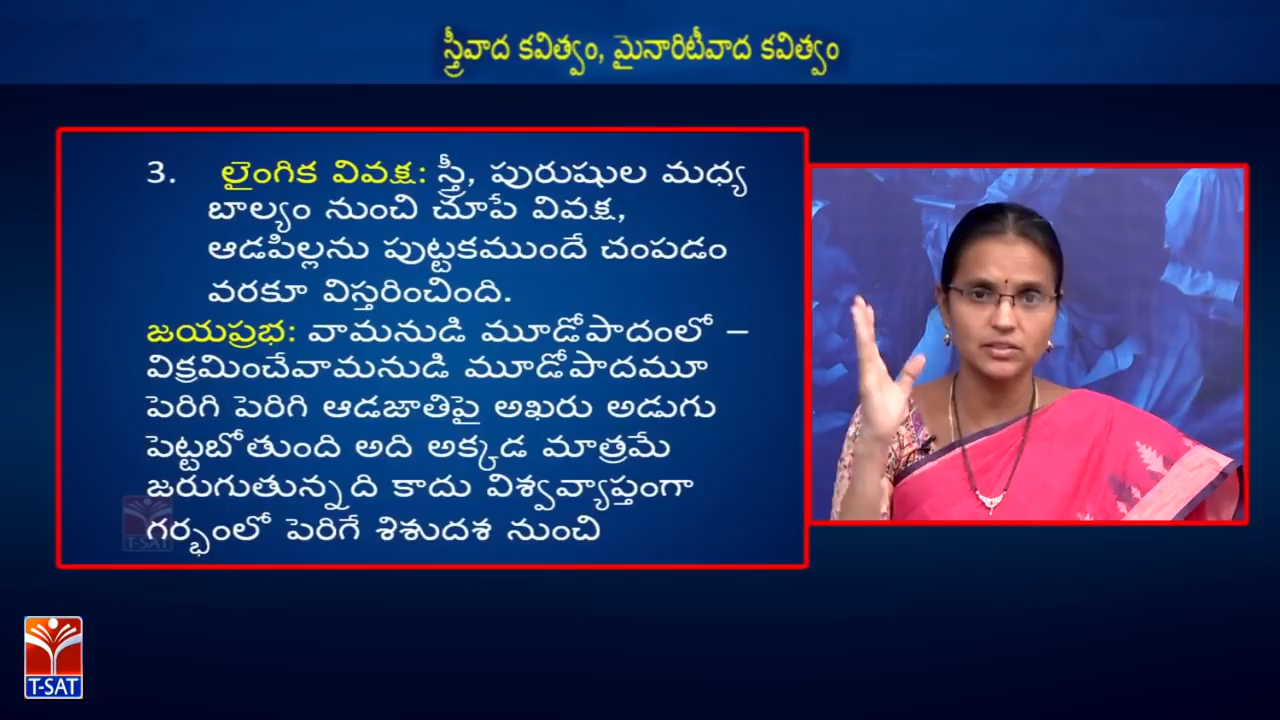 స్త్రీవాద కవిత్వం, మైనారిటీవాద కవిత్వం
3. లైంగిక వివక్ష: స్త్రీ, పురుషుల మధ్య
బాల్యం నుంచి చూపే వివక్ష,
ఆడపిల్లను పుట్టకముందే చంపడం
వరకూ విస్తరించింది.
జయప్రభ: వామనుడి మూడోపాదంలో –
విక్రమించేవామనుడి మూడోపాదమూ
పెరిగి పెరిగి ఆడజాతిపై అఖరు అడుగు
పెట్టబోతుంది అది అక్కడ మాత్రమే
జరుగుతున్నది కాదు విశ్వవ్యాప్తంగా
గర్భంలో పెరిగే శిశుదశ నుంచి
T-SAT
T-SAT